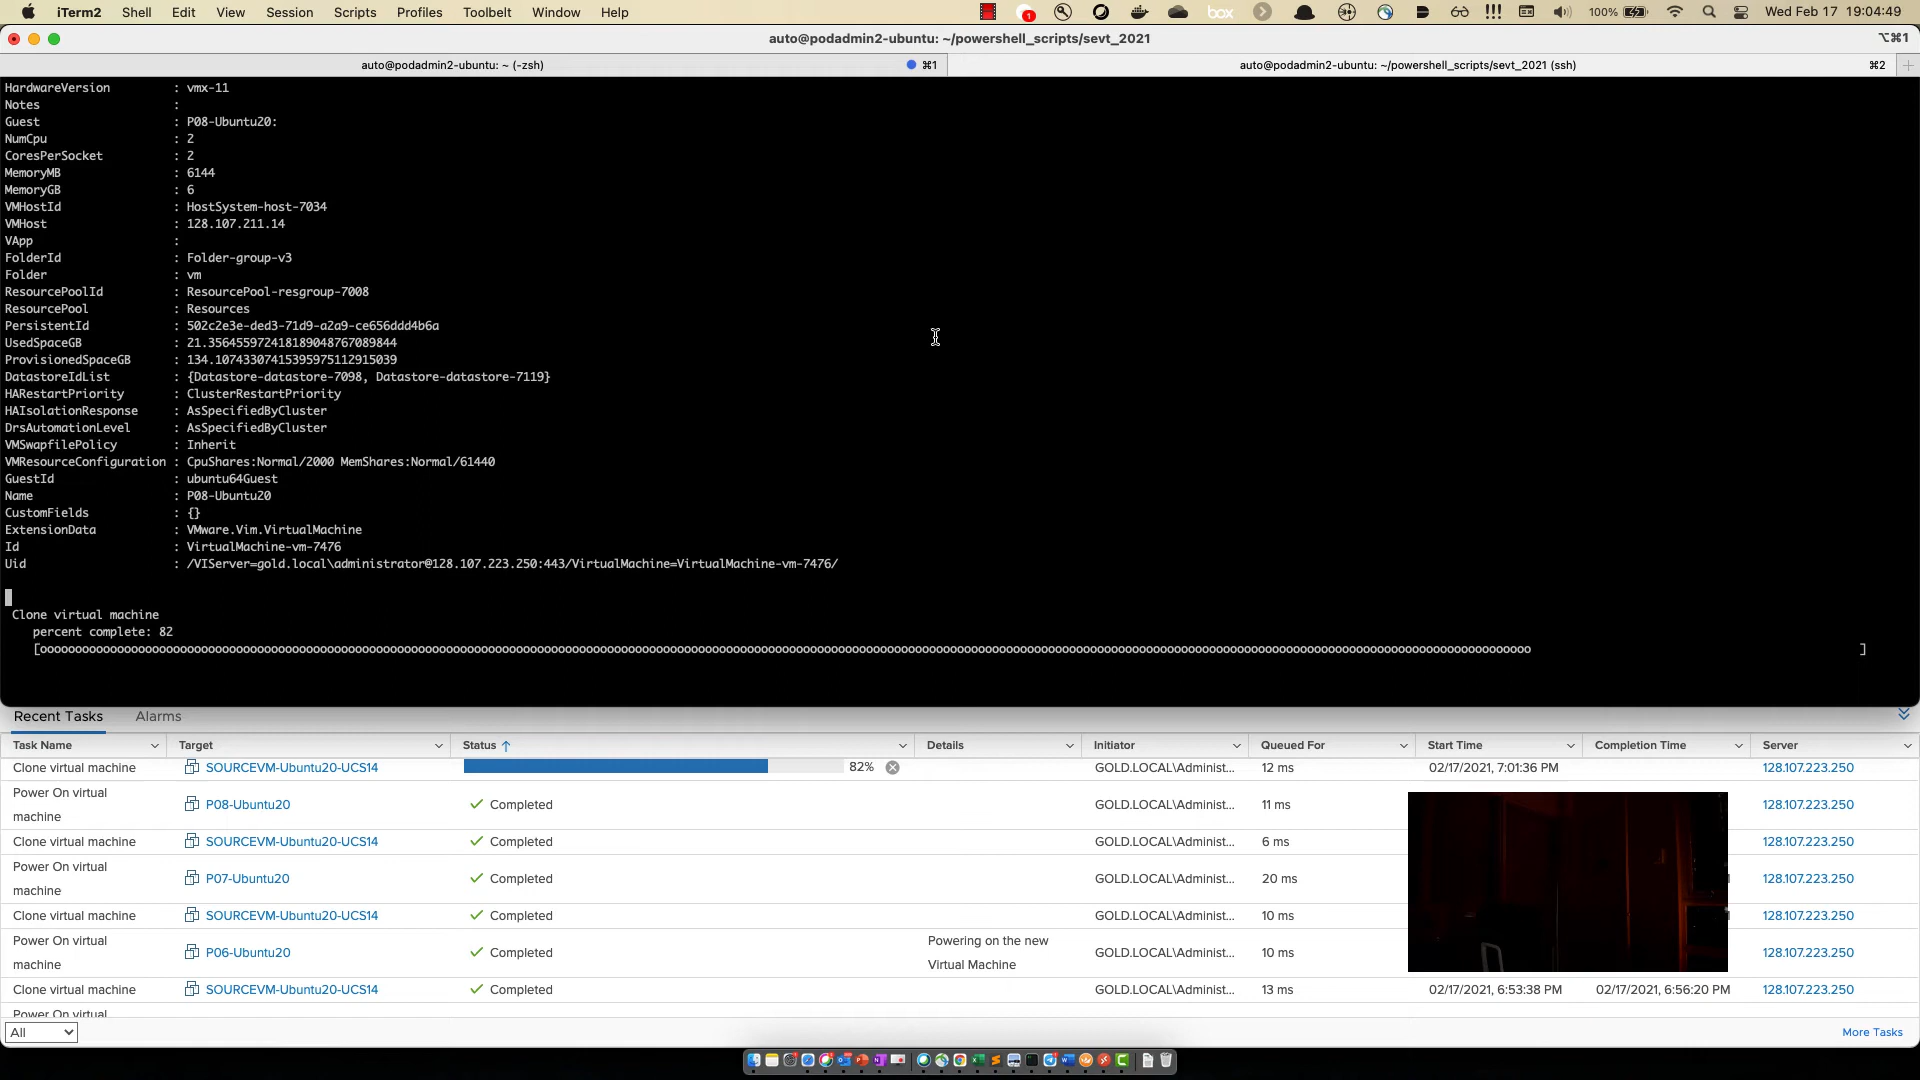 iTerm2 Shell Edit View Session Scripts Profiles Toolbelt Window Help 1 box 100% Wed Feb 17 19:04:49
auto@podadmin2-ubuntu: ~/powershell_scripts/sevt_2021 ⌥⌘1
auto@podadmin2-ubuntu: ~ (-zsh) ⌘1 auto@podadmin2-ubuntu: ~/powershell_scripts/sevt_2021 (ssh) ⌘2
HardwareVersion : vmx-11
Notes :
Guest : P08-Ubuntu20:
NumCpu : 2
CoresPerSocket : 2
MemoryMB : 6144
MemoryGB : 6
VMHostId : HostSystem-host-7034
VMHost : 128.107.211.14
VApp :
FolderId : Folder-group-v3
Folder : vm
ResourcePoolId : ResourcePool-resgroup-7008
ResourcePool : Resources
PersistentId : 502c2e3e-ded3-71d9-a2a9-ce656ddd4b6a
UsedSpaceGB : 21.356455972418189048767089844
ProvisionedSpaceGB : 134.10743307415395975112915039
DatastoreIdList : {Datastore-datastore-7098, Datastore-datastore-7119}
HARestartPriority : ClusterRestartPriority
HAIsolationResponse : AsSpecifiedByCluster
DrsAutomationLevel : AsSpecifiedByCluster
VMSwapfilePolicy : Inherit
VMResourceConfiguration : CpuShares:Normal/2000 MemShares:Normal/61440
GuestId : ubuntu64Guest
Name : P08-Ubuntu20
CustomFields : {}
ExtensionData : VMware.Vim.VirtualMachine
Id : VirtualMachine-vm-7476
Uid : /VIServer=gold.local\administrator@128.107.223.250:443/VirtualMachine=VirtualMachine-vm-7476/
Clone virtual machine
percent complete: 82
Recent Tasks Alarms
Task Name Target Status Details Initiator Queued For Start Time Completion Time Server
Clone virtual machine SOURCEVM-Ubuntu20-UCS14 82% GOLD.LOCAL\Administ... 12 ms 02/17/2021, 7:01:36 PM 128.107.223.250
Power On virtual machine P08-Ubuntu20 Completed GOLD.LOCAL\Administ... 11 ms 128.107.223.250
Clone virtual machine SOURCEVM-Ubuntu20-UCS14 Completed GOLD.LOCAL\Administ... 6 ms 128.107.223.250
Power On virtual machine P07-Ubuntu20 Completed GOLD.LOCAL\Administ... 20 ms 128.107.223.250
Clone virtual machine SOURCEVM-Ubuntu20-UCS14 Completed GOLD.LOCAL\Administ... 10 ms 128.107.223.250
Power On virtual machine P06-Ubuntu20 Completed Powering on the new Virtual Machine GOLD.LOCAL\Administ... 10 ms 128.107.223.250
Clone virtual machine SOURCEVM-Ubuntu20-UCS14 Completed GOLD.LOCAL\Administ... 13 ms 02/17/2021, 6:53:38 PM 02/17/2021, 6:56:20 PM 128.107.223.250
Power On virtual
All More Tasks